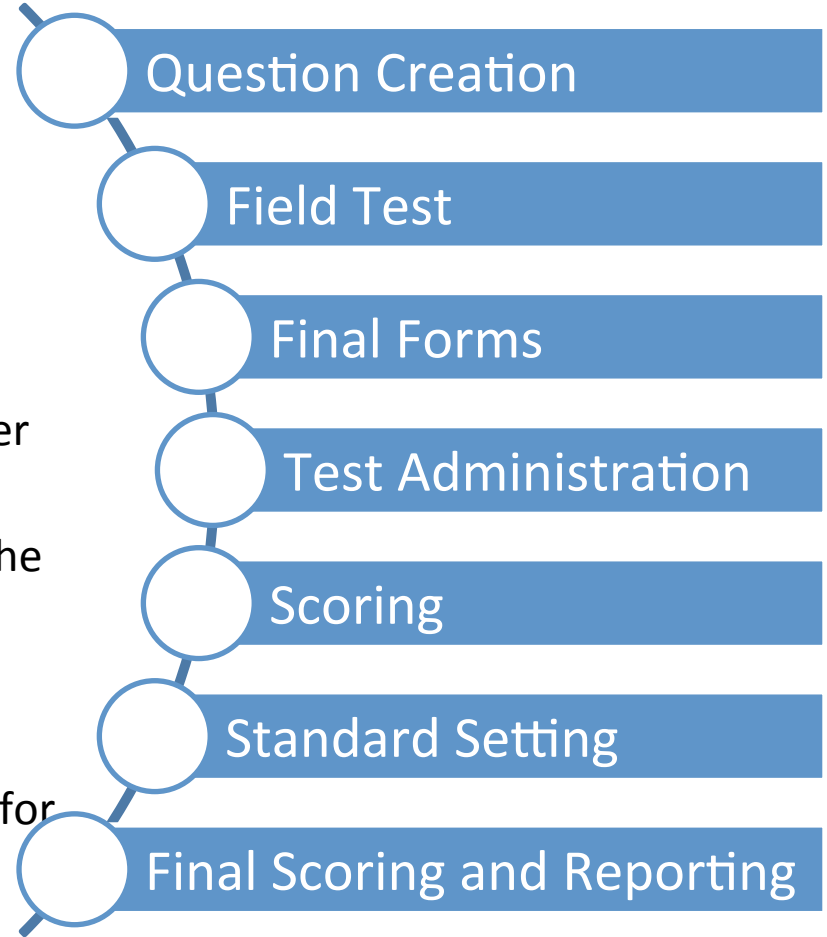 Question Creation
Field Test
Final Forms
er
Test Administration
he
Scoring
Standard Setting
for
Final Scoring and Reporting